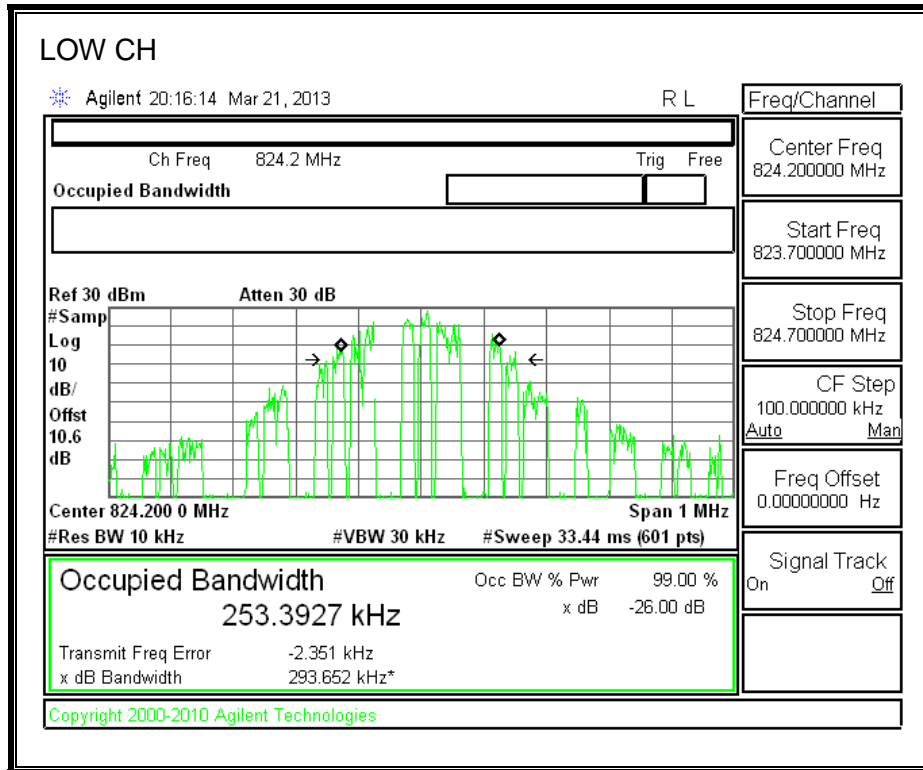 LOW CH
Agilent 20:16:14 Mar 21, 2013 R L
Freq/Channel
Ch Freq 824.2 MHz Trig Free
Occupied Bandwidth
Center Freq
824.200000 MHz
Start Freq
823.700000 MHz
Ref 30 dBm Atten 30 dB
#Samp
Log
10
dB/
Offst
10.6
dB
Stop Freq
824.700000 MHz
CF Step
100.000000 kHz
Auto Man
Freq Offset
0.00000000 Hz
Center 824.200 0 MHz Span 1 MHz
#Res BW 10 kHz #VBW 30 kHz #Sweep 33.44 ms (601 pts)
Signal Track
On Off
Occupied Bandwidth Occ BW % Pwr 99.00 %
253.3927 kHz x dB -26.00 dB
Transmit Freq Error -2.351 kHz
x dB Bandwidth 293.652 kHz*
Copyright 2000-2010 Agilent Technologies